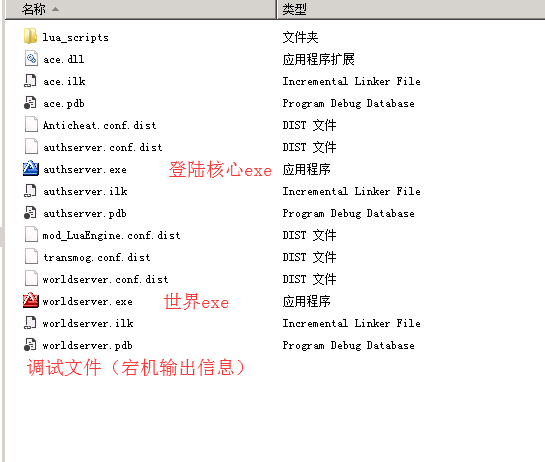 名称 类型
lua_scripts 文件夹
ace.dll 应用程序扩展
ace.ilk Incremental Linker File
ace.pdb Program Debug Database
Anticheat.conf.dist DIST 文件
authserver.conf.dist DIST 文件
authserver.exe 登陆核心exe 应用程序
authserver.ilk Incremental Linker File
authserver.pdb Program Debug Database
mod_LuaEngine.conf.dist DIST 文件
transmog.conf.dist DIST 文件
worldserver.conf.dist DIST 文件
worldserver.exe 世界exe 应用程序
worldserver.ilk Incremental Linker File
worldserver.pdb Program Debug Database
调试文件（宕机输出信息）